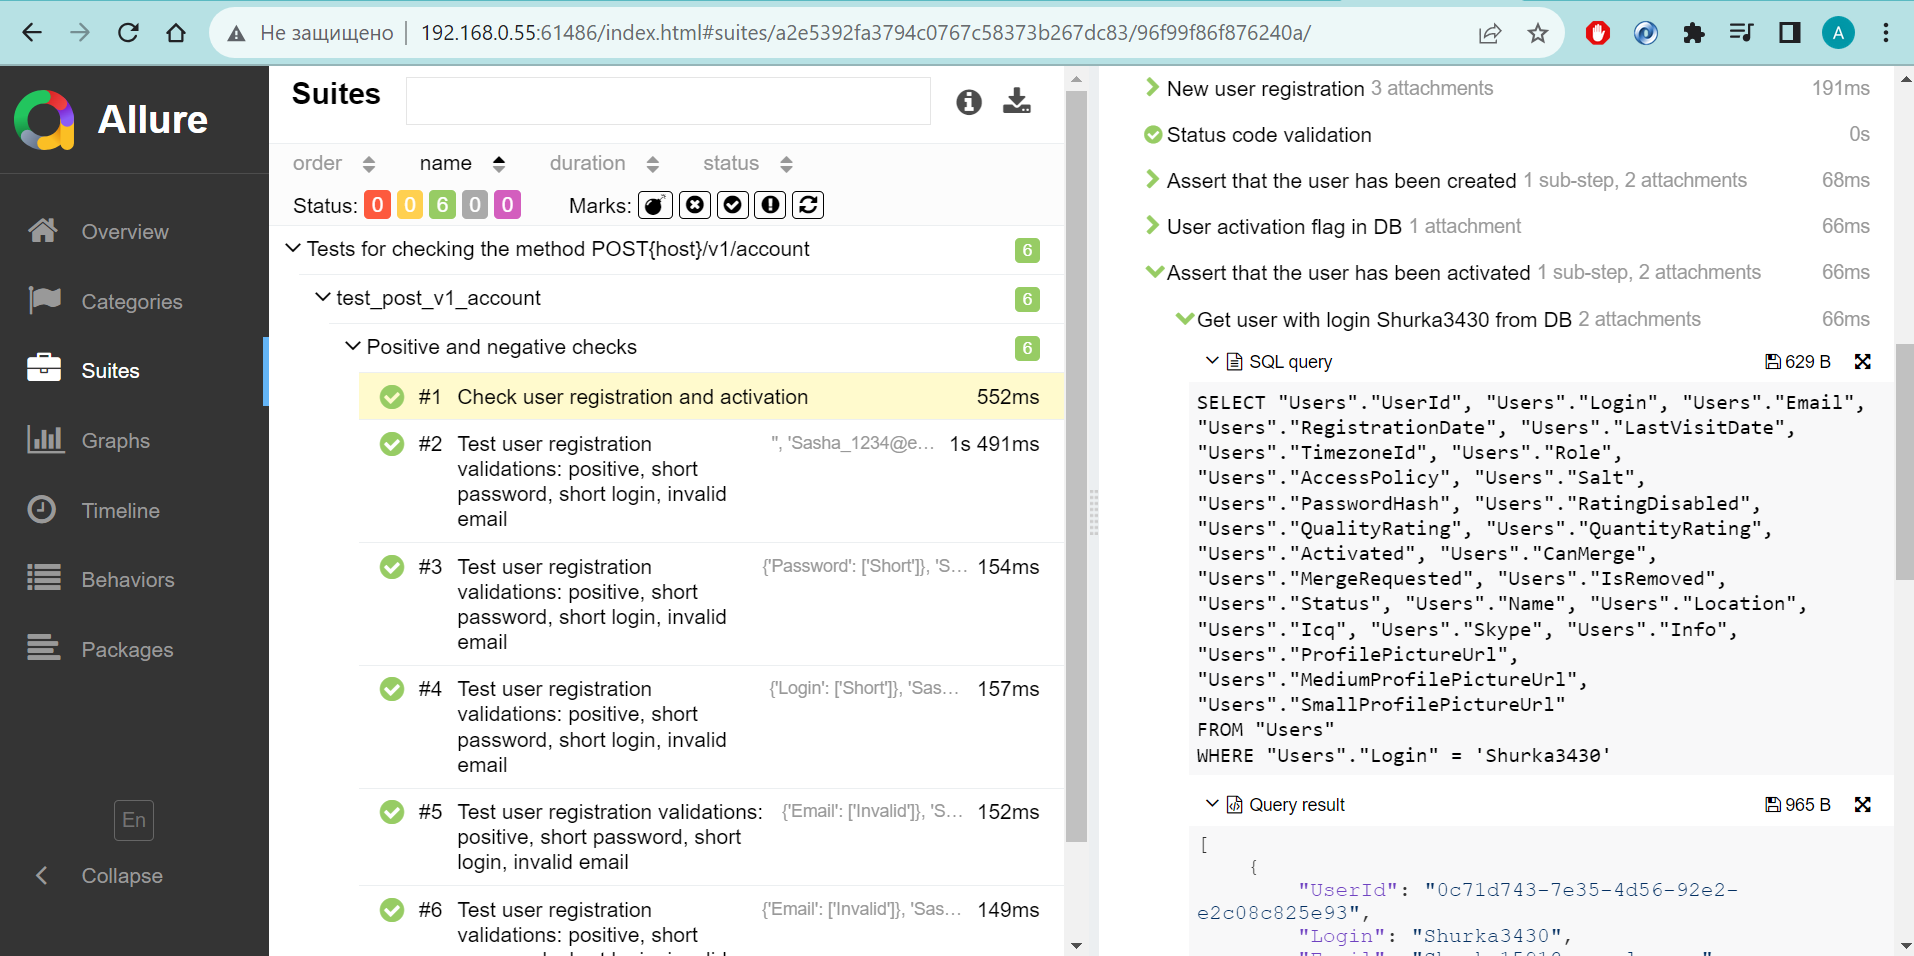 Не защищено 192.168.0.55:61486/index.html#suites/a2e5392fa3794c0767c58373b267dc83/96f99f86f876240a/
A
Allure
Overview
Categories
Suites
Graphs
Timeline
Behaviors
Packages
En
Collapse
Suites
order name duration status
Status: 0 0 6 0 0 Marks:
Tests for checking the method POST{host}/v1/account 6
test_post_v1_account 6
Positive and negative checks 6
#1 Check user registration and activation 552ms
#2 Test user registration '', 'Sasha_1234@e... 1s 491ms
validations: positive, short
password, short login, invalid
email
#3 Test user registration {'Password': ['Short']}, 'S... 154ms
validations: positive, short
password, short login, invalid
email
#4 Test user registration {'Login': ['Short']}, 'Sas... 157ms
validations: positive, short
password, short login, invalid
email
#5 Test user registration validations: {'Email': ['Invalid']}, 'S... 152ms
positive, short password, short
login, invalid email
#6 Test user registration {'Email': ['Invalid']}, 'Sas... 149ms
validations: positive, short
New user registration 3 attachments 191ms
Status code validation 0s
Assert that the user has been created 1 sub-step, 2 attachments 68ms
User activation flag in DB 1 attachment 66ms
Assert that the user has been activated 1 sub-step, 2 attachments 66ms
Get user with login Shurka3430 from DB 2 attachments 66ms
SQL query 629 B
SELECT "Users"."UserId", "Users"."Login", "Users"."Email",
"Users"."RegistrationDate", "Users"."LastVisitDate",
"Users"."TimezoneId", "Users"."Role",
"Users"."AccessPolicy", "Users"."Salt",
"Users"."PasswordHash", "Users"."RatingDisabled",
"Users"."QualityRating", "Users"."QuantityRating",
"Users"."Activated", "Users"."CanMerge",
"Users"."MergeRequested", "Users"."IsRemoved",
"Users"."Status", "Users"."Name", "Users"."Location",
"Users"."Icq", "Users"."Skype", "Users"."Info",
"Users"."ProfilePictureUrl",
"Users"."MediumProfilePictureUrl",
"Users"."SmallProfilePictureUrl"
FROM "Users"
WHERE "Users"."Login" = 'Shurka3430'
Query result 965 B
[
{
"UserId": "0c71d743-7e35-4d56-92e2-
e2c08c825e93",
"Login": "Shurka3430",